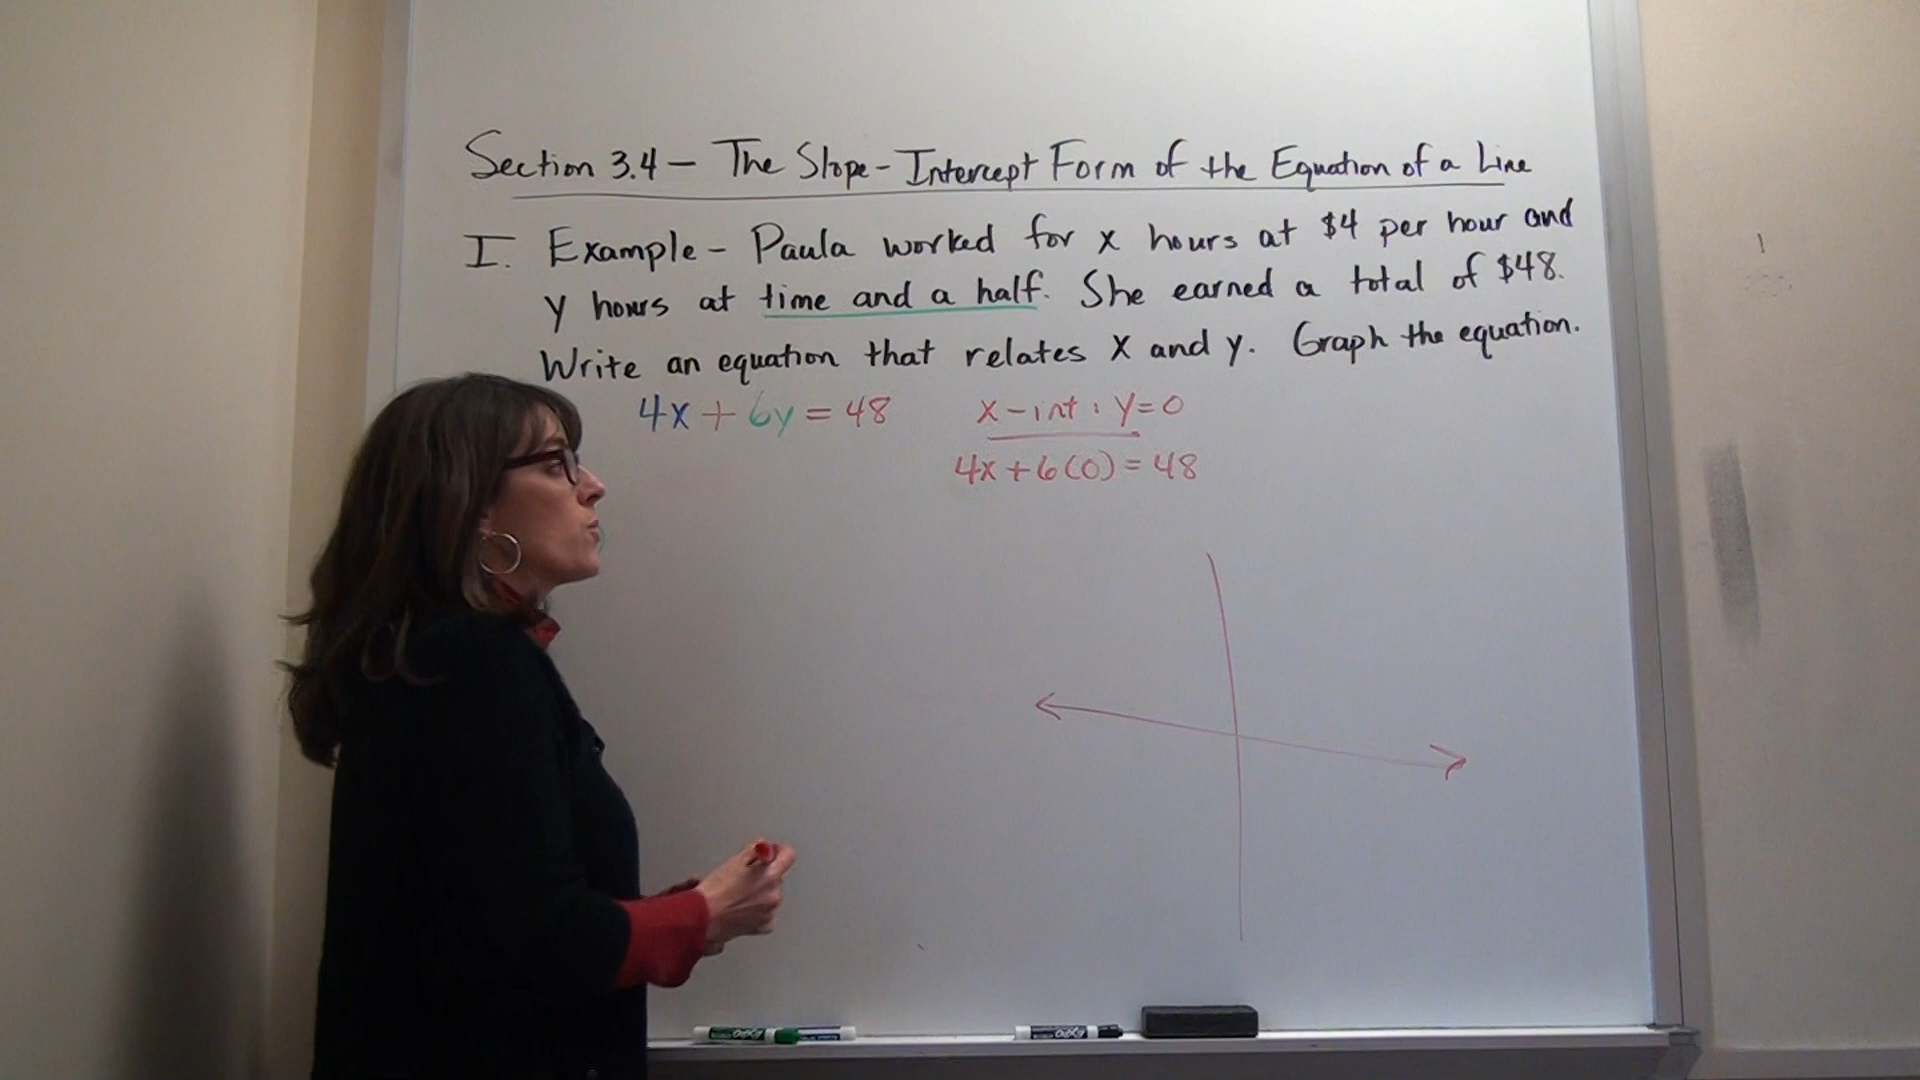 Section 3.4 — The Slope-Intercept Form of the Equation of a Line
I. Example - Paula worked for x hours at $4 per hour and
y hours at time and a half. She earned a total of $48.
Write an equation that relates x and y. Graph the equation.
4x + 6y = 48
x-int: y=0
4x + 6(0) = 48
EXPO
EXPO